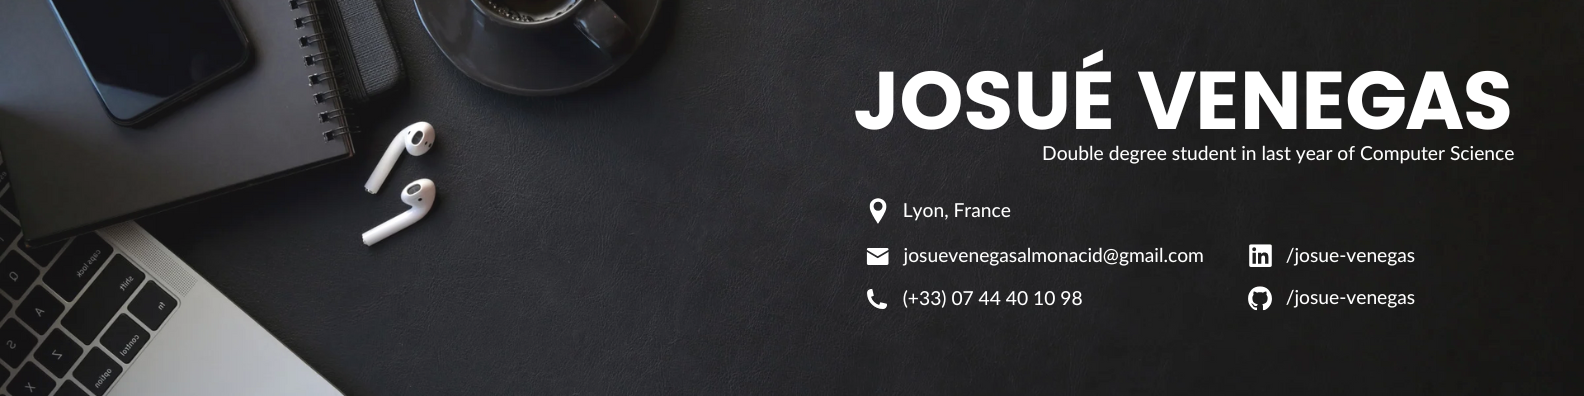 JOSUÉ VENEGAS
Double degree student in last year of Computer Science
Lyon, France
josuevenegasalmonacid@gmail.com
/josue-venegas
(+33) 07 44 40 10 98
/josue-venegas
caps lock
shift
fn
control
option
Q
A
S
Z
X